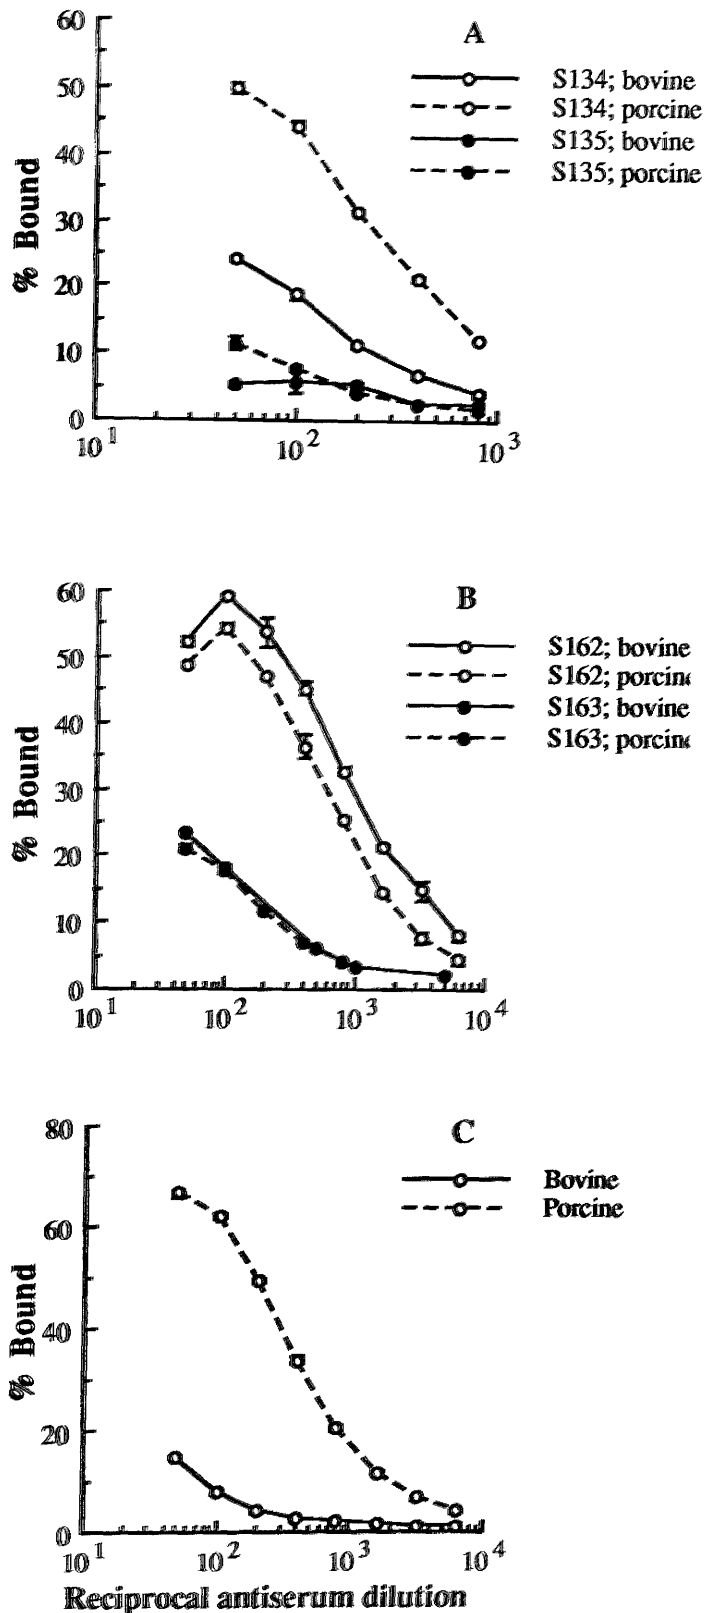 A
60
50
40
30
20
10
0
% Bound
S134; bovine
S134; porcine
S135; bovine
S135; porcine
10^1
10^2
10^3
B
60
50
40
30
20
10
0
% Bound
S162; bovine
S162; porcine
S163; bovine
S163; porcine
10^1
10^2
10^3
10^4
C
80
60
40
20
0
% Bound
Bovine
Porcine
10^1
10^2
10^3
10^4
Reciprocal antiserum dilution